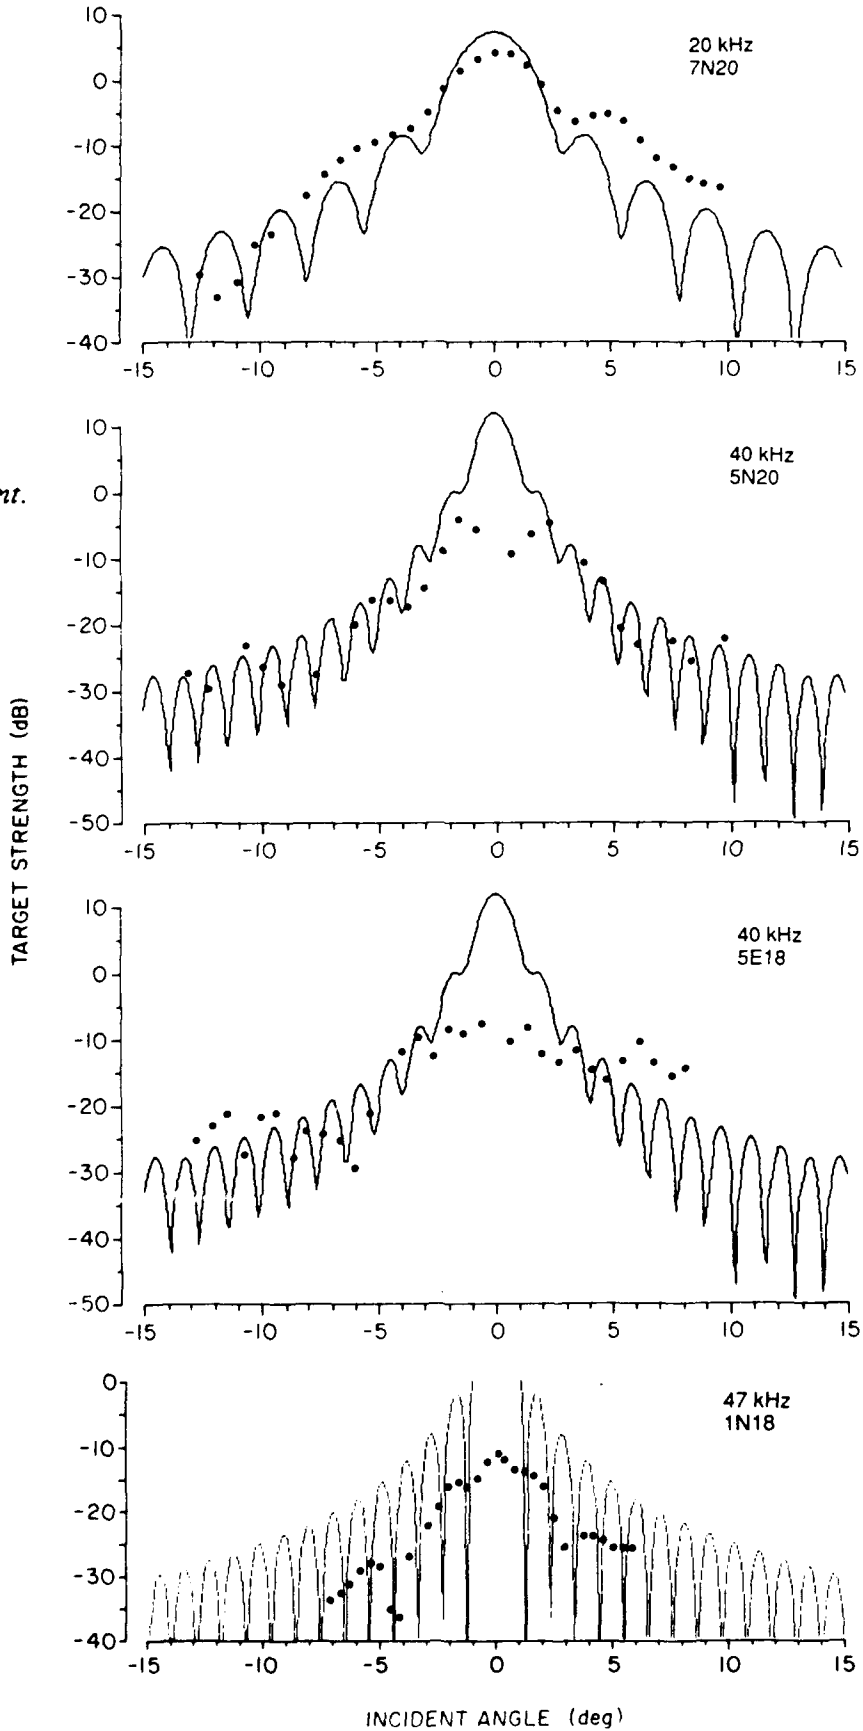 10
0
-10
-20
-30
-40
-15 -10 -5 0 5 10 15
20 kHz
7N20
nt.
10
0
-10
-20
-30
-40
-50
-15 -10 -5 0 5 10 15
40 kHz
5N20
TARGET STRENGTH (dB)
10
0
-10
-20
-30
-40
-50
-15 -10 -5 0 5 10 15
40 kHz
5E18
0
-10
-20
-30
-40
-15 -10 -5 0 5 10 15
47 kHz
1N18
INCIDENT ANGLE (deg)